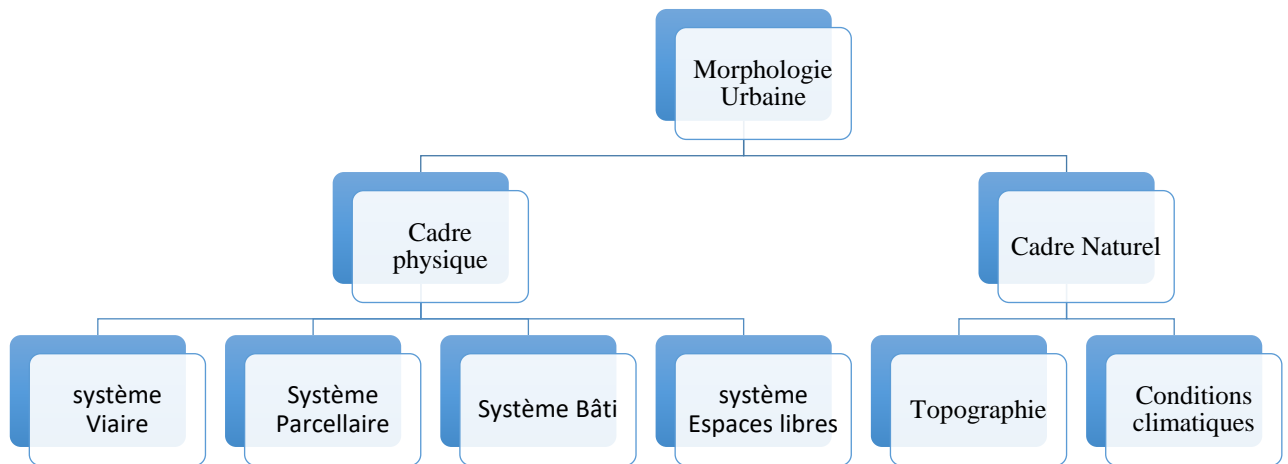 Morphologie
Urbaine
Cadre
physique
Cadre Naturel
système
Viaire
Système
Parcellaire
Système Bâti
système
Espaces libres
Topographie
Conditions
climatiques